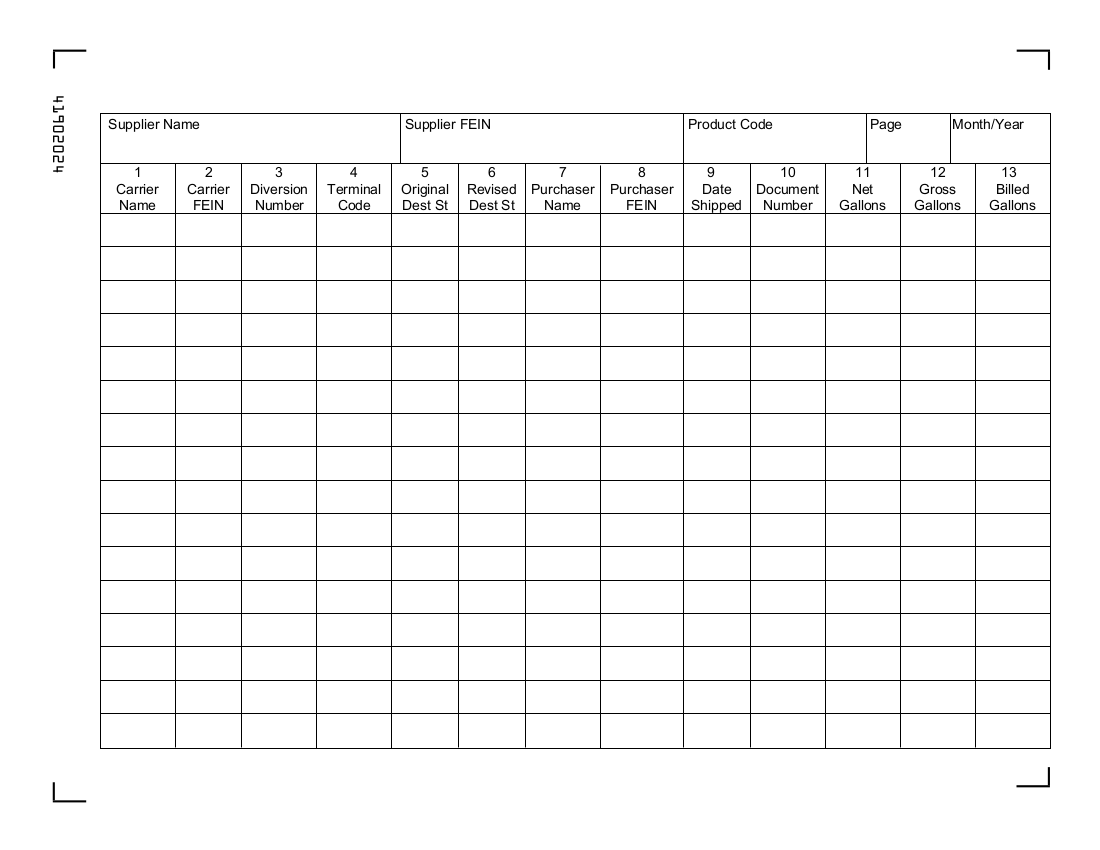 41902024
Supplier Name Supplier FEIN Product Code Page Month/Year
1 2 3 4 5 6 7 8 9 10 11 12 13
Carrier Carrier Diversion Terminal Original Revised Purchaser Purchaser Date Document Net Gross Billed
Name FEIN Number Code Dest St Dest St Name FEIN Shipped Number Gallons Gallons Gallons